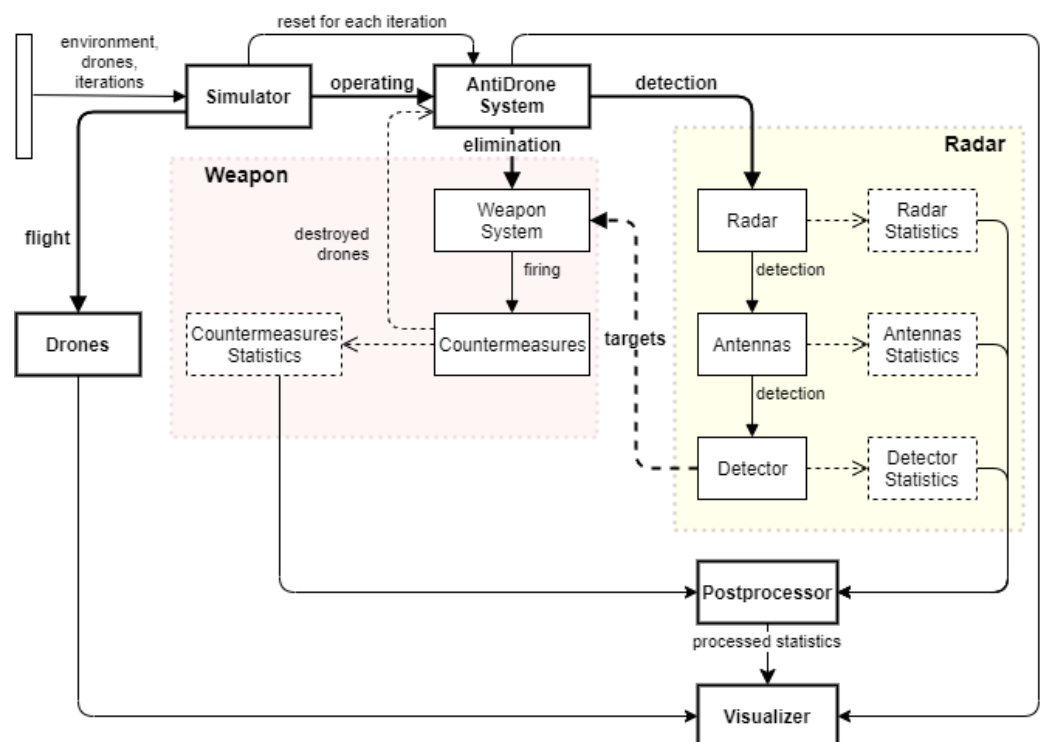 reset for each iteration
environment,
drones,
iterations
Simulator
operating
AntiDrone
System
detection
elimination
Radar
Weapon
Weapon
System
Radar
Radar
Statistics
flight
destroyed
drones
firing
detection
Drones
Countermeasures
Statistics
Countermeasures
targets
Antennas
Antennas
Statistics
detection
Detector
Detector
Statistics
Postprocessor
processed statistics
Visualizer